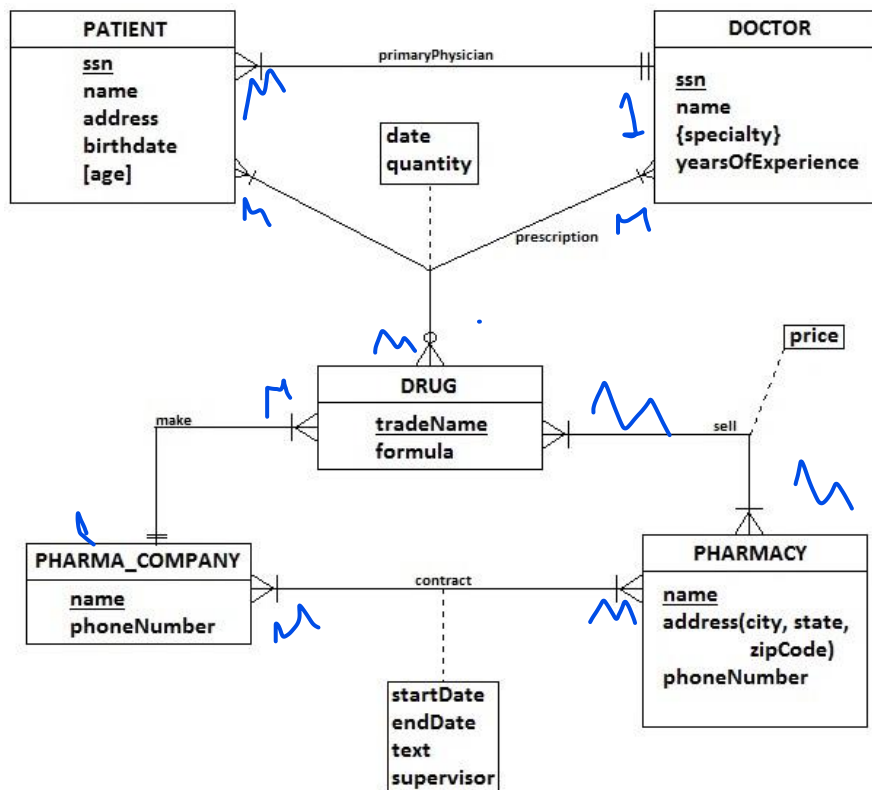 PATIENT
ssn
name
address
birthdate
[age]
primaryPhysician
DOCTOR
ssn
name
{specialty}
yearsOfExperience
M
1
date
quantity
M
M
prescription
M
price
DRUG
tradeName
formula
M
M
make
sell
M
1
PHARMA_COMPANY
name
phoneNumber
contract
M
M
PHARMACY
name
address(city, state,
zipCode)
phoneNumber
startDate
endDate
text
supervisor